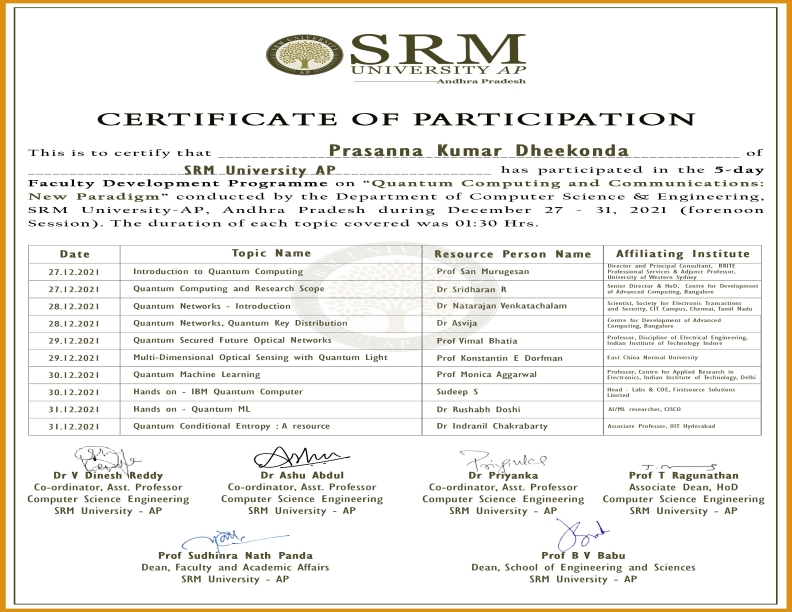 SRM
UNIVERSITY AP
Andhra Pradesh
CERTIFICATE OF PARTICIPATION
This is to certify that Prasanna Kumar Dheekonda of
SRM University AP has participated in the 5-day
Faculty Development Programme on “Quantum Computing and Communications:
New Paradigm” conducted by the Department of Computer Science & Engineering,
SRM University-AP, Andhra Pradesh during December 27 - 31, 2021 (forenoon
Session). The duration of each topic covered was 01:30 Hrs.
Date Topic Name Resource Person Name Affiliating Institute
27.12.2021 Introduction to Quantum Computing Prof San Murugesan Director and Principal Consultant, BRITE
Professional Services & Adjunct Professor,
University of Western Sydney
27.12.2021 Quantum Computing and Research Scope Dr Sridharan R Senior Director & HoD, Centre for Development
of Advanced Computing, Bangalore
28.12.2021 Quantum Networks - Introduction Dr Natarajan Venkatachalam Scientist, Society for Electronic Transactions
and Security, CIT Campus, Chennai, Tamil Nadu
28.12.2021 Quantum Networks, Quantum Key Distribution Dr Asvija Centre for Development of Advanced
Computing, Bangalore
29.12.2021 Quantum Secured Future Optical Networks Prof Vimal Bhatia Professor, Discipline of Electrical Engineering,
Indian Institute of Technology Indore
29.12.2021 Multi-Dimensional Optical Sensing with Quantum Light Prof Konstantin E Dorfman East China Normal University
30.12.2021 Quantum Machine Learning Prof Monica Aggarwal Professor, Centre for Applied Research in
Electronics, Indian Institute of Technology, Delhi
30.12.2021 Hands on - IBM Quantum Computer Sudeep S Head - Labs & COE, Firstsource Solutions
Limited
31.12.2021 Hands on - Quantum ML Dr Rushabh Doshi AI/ML researcher, CISCO
31.12.2021 Quantum Conditional Entropy : A resource Dr Indranil Chakrabarty Associate Professor, IIIT Hyderabad
Dr V Dinesh Reddy Dr Ashu Abdul Dr Priyanka Prof T Ragunathan
Co-ordinator, Asst. Professor Co-ordinator, Asst. Professor Co-ordinator, Asst. Professor Associate Dean, HoD
Computer Science Engineering Computer Science Engineering Computer Science Engineering Computer Science Engineering
SRM University - AP SRM University - AP SRM University - AP SRM University - AP
Prof Sudhinra Nath Panda Prof B V Babu
Dean, Faculty and Academic Affairs Dean, School of Engineering and Sciences
SRM University - AP SRM University - AP